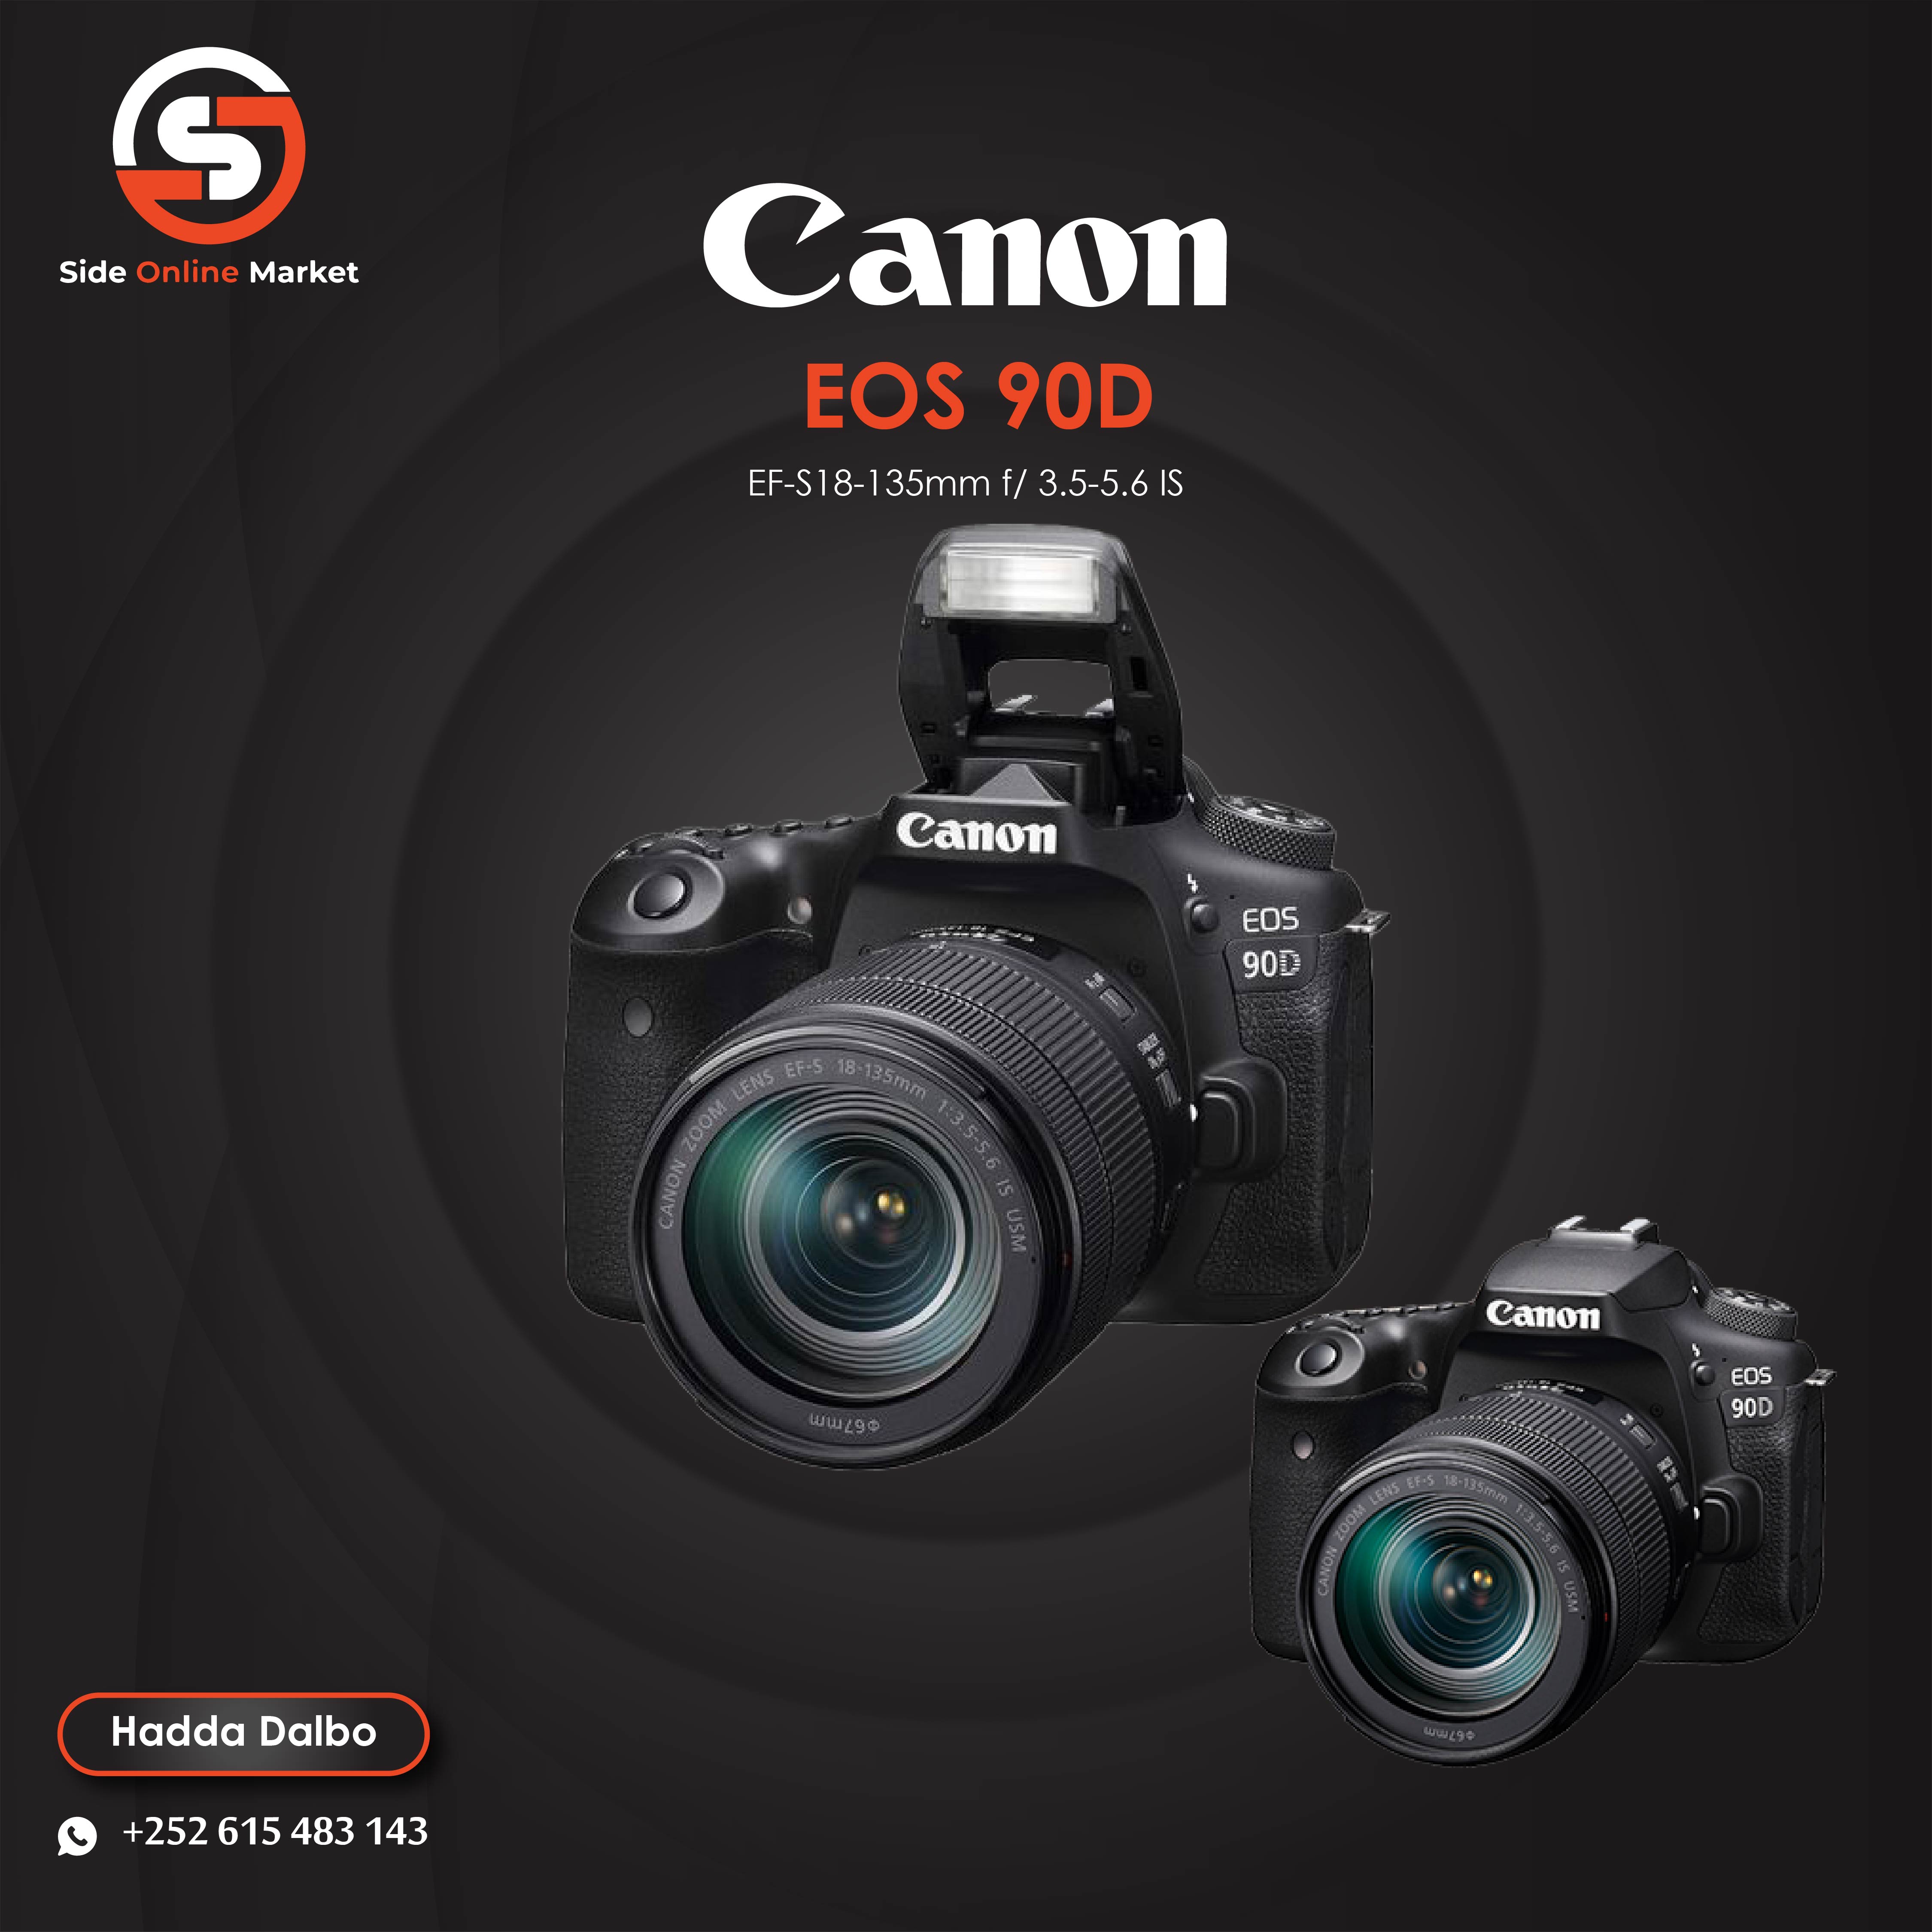 Side Online Market
Canon
EOS 90D
EF-S18-135mm f/ 3.5-5.6 IS
Canon
EOS
90D
CANON ZOOM LENS EF-S 18-135mm 1:3.5-5.6 IS USM
Φ67mm
Canon
EOS
90D
CANON ZOOM LENS EF-S 18-135mm 1:3.5-5.6 IS USM
Φ67mm
Hadda Dalbo
+252 615 483 143